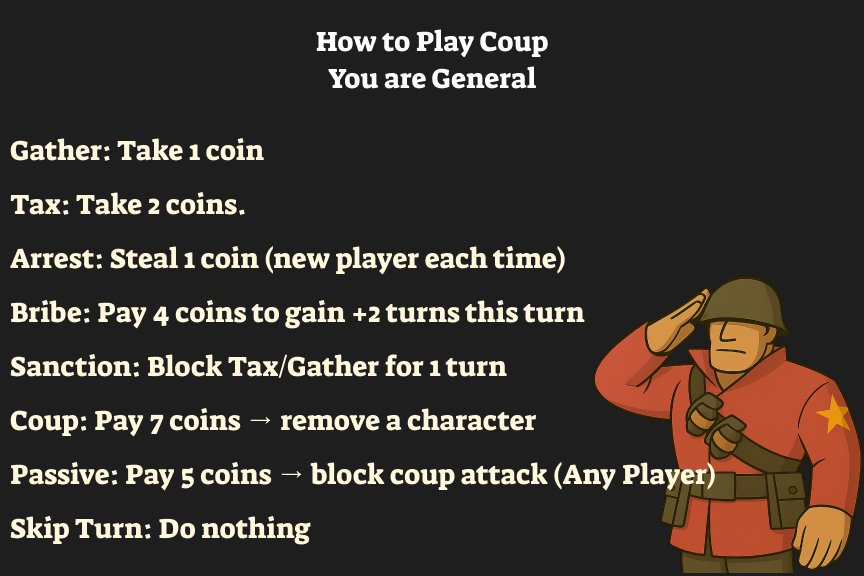 How to Play Coup
You are General
Gather: Take 1 coin
Tax: Take 2 coins.
Arrest: Steal 1 coin (new player each time)
Bribe: Pay 4 coins to gain +2 turns this turn
Sanction: Block Tax/Gather for 1 turn
Coup: Pay 7 coins → remove a character
Passive: Pay 5 coins → block coup attack (Any Player)
Skip Turn: Do nothing